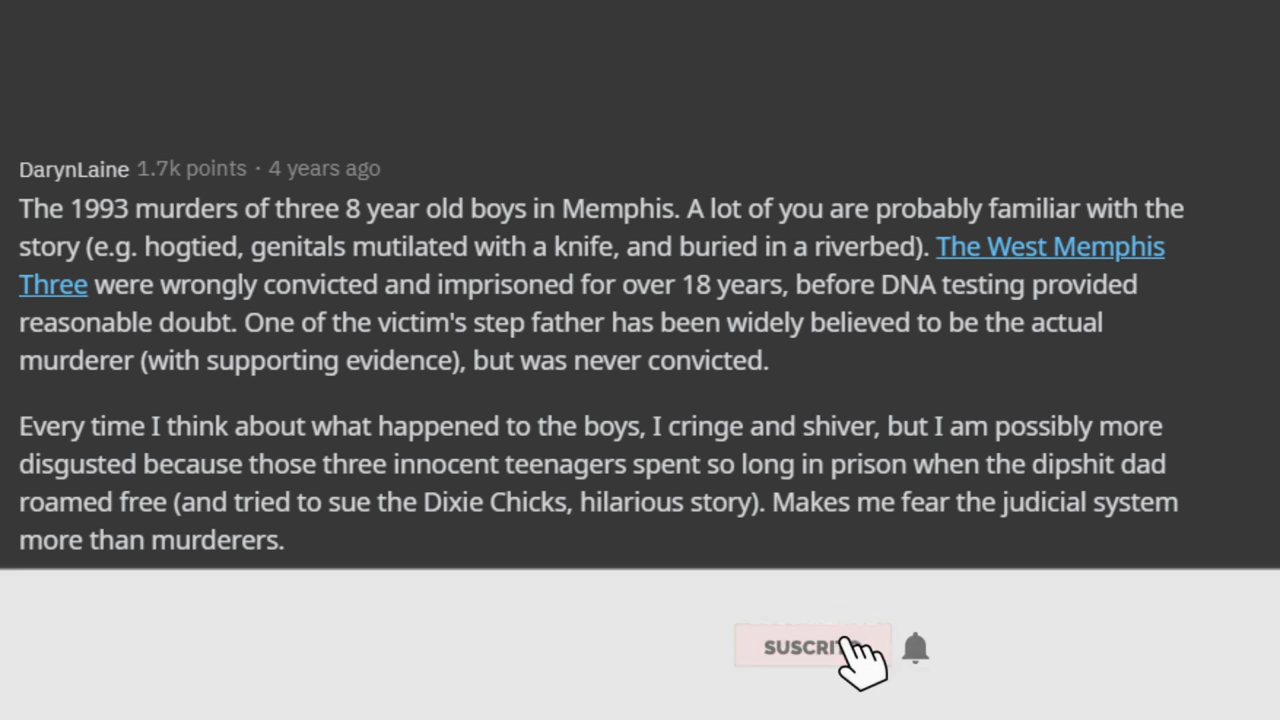 DarynLaine 1.7k points · 4 years ago
The 1993 murders of three 8 year old boys in Memphis. A lot of you are probably familiar with the
story (e.g. hogtied, genitals mutilated with a knife, and buried in a riverbed). The West Memphis
Three were wrongly convicted and imprisoned for over 18 years, before DNA testing provided
reasonable doubt. One of the victim's step father has been widely believed to be the actual
murderer (with supporting evidence), but was never convicted.
Every time I think about what happened to the boys, I cringe and shiver, but I am possibly more
disgusted because those three innocent teenagers spent so long in prison when the dipshit dad
roamed free (and tried to sue the Dixie Chicks, hilarious story). Makes me fear the judicial system
more than murderers.